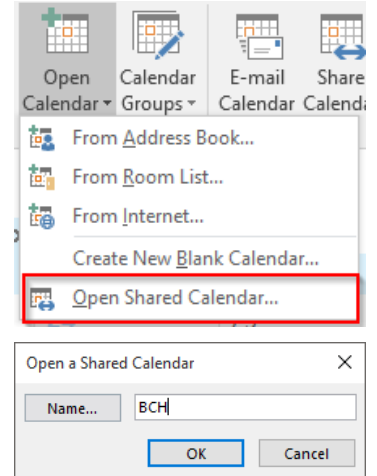 Open Calendar E-mail Share
Calendar Groups Calendar
From Address Book...
From Room List...
From Internet...
Create New Blank Calendar...
Open Shared Calendar...
Open a Shared Calendar
Name... BCH
OK Cancel